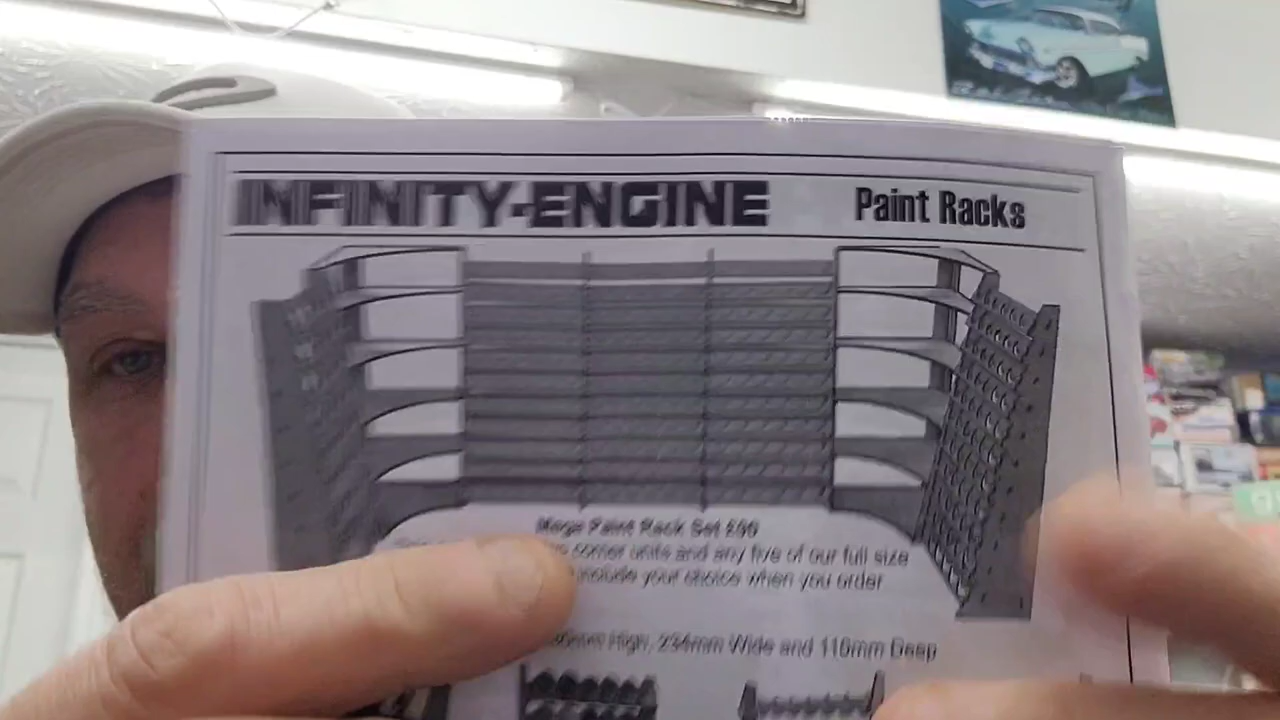 INFINITY-ENGINE Paint Racks
Mega Paint Rack Set £90
corner units and any five of our full size
include your choice when you order
High, 234mm Wide and 110mm Deep